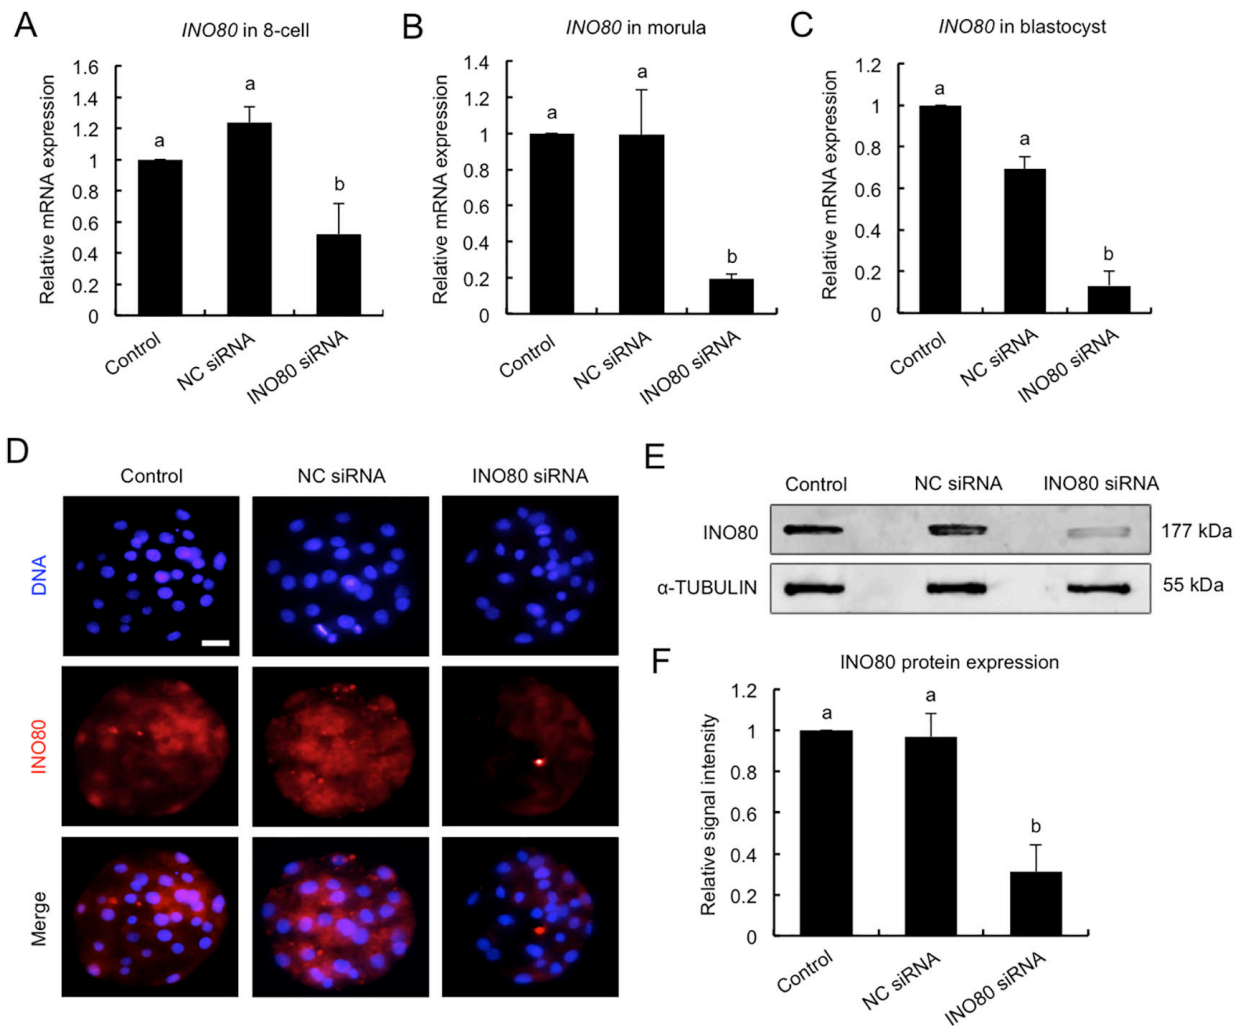 A
INO80 in 8-cell
Relative mRNA expression
1.6
1.4
1.2
1
0.8
0.6
0.4
0.2
0
a
a
b
Control
NC siRNA
INO80 siRNA
B
INO80 in morula
Relative mRNA expression
1.4
1.2
1
0.8
0.6
0.4
0.2
0
a
a
b
Control
NC siRNA
INO80 siRNA
C
INO80 in blastocyst
Relative mRNA expression
1.2
1
0.8
0.6
0.4
0.2
0
a
a
b
Control
NC siRNA
INO80 siRNA
D
Control NC siRNA INO80 siRNA
DNA
INO80
Merge
E
Control NC siRNA INO80 siRNA
INO80 177 kDa
α-TUBULIN 55 kDa
F
INO80 protein expression
Relative signal intensity
1.2
1
0.8
0.6
0.4
0.2
0
a
a
b
Control
NC siRNA
INO80 siRNA